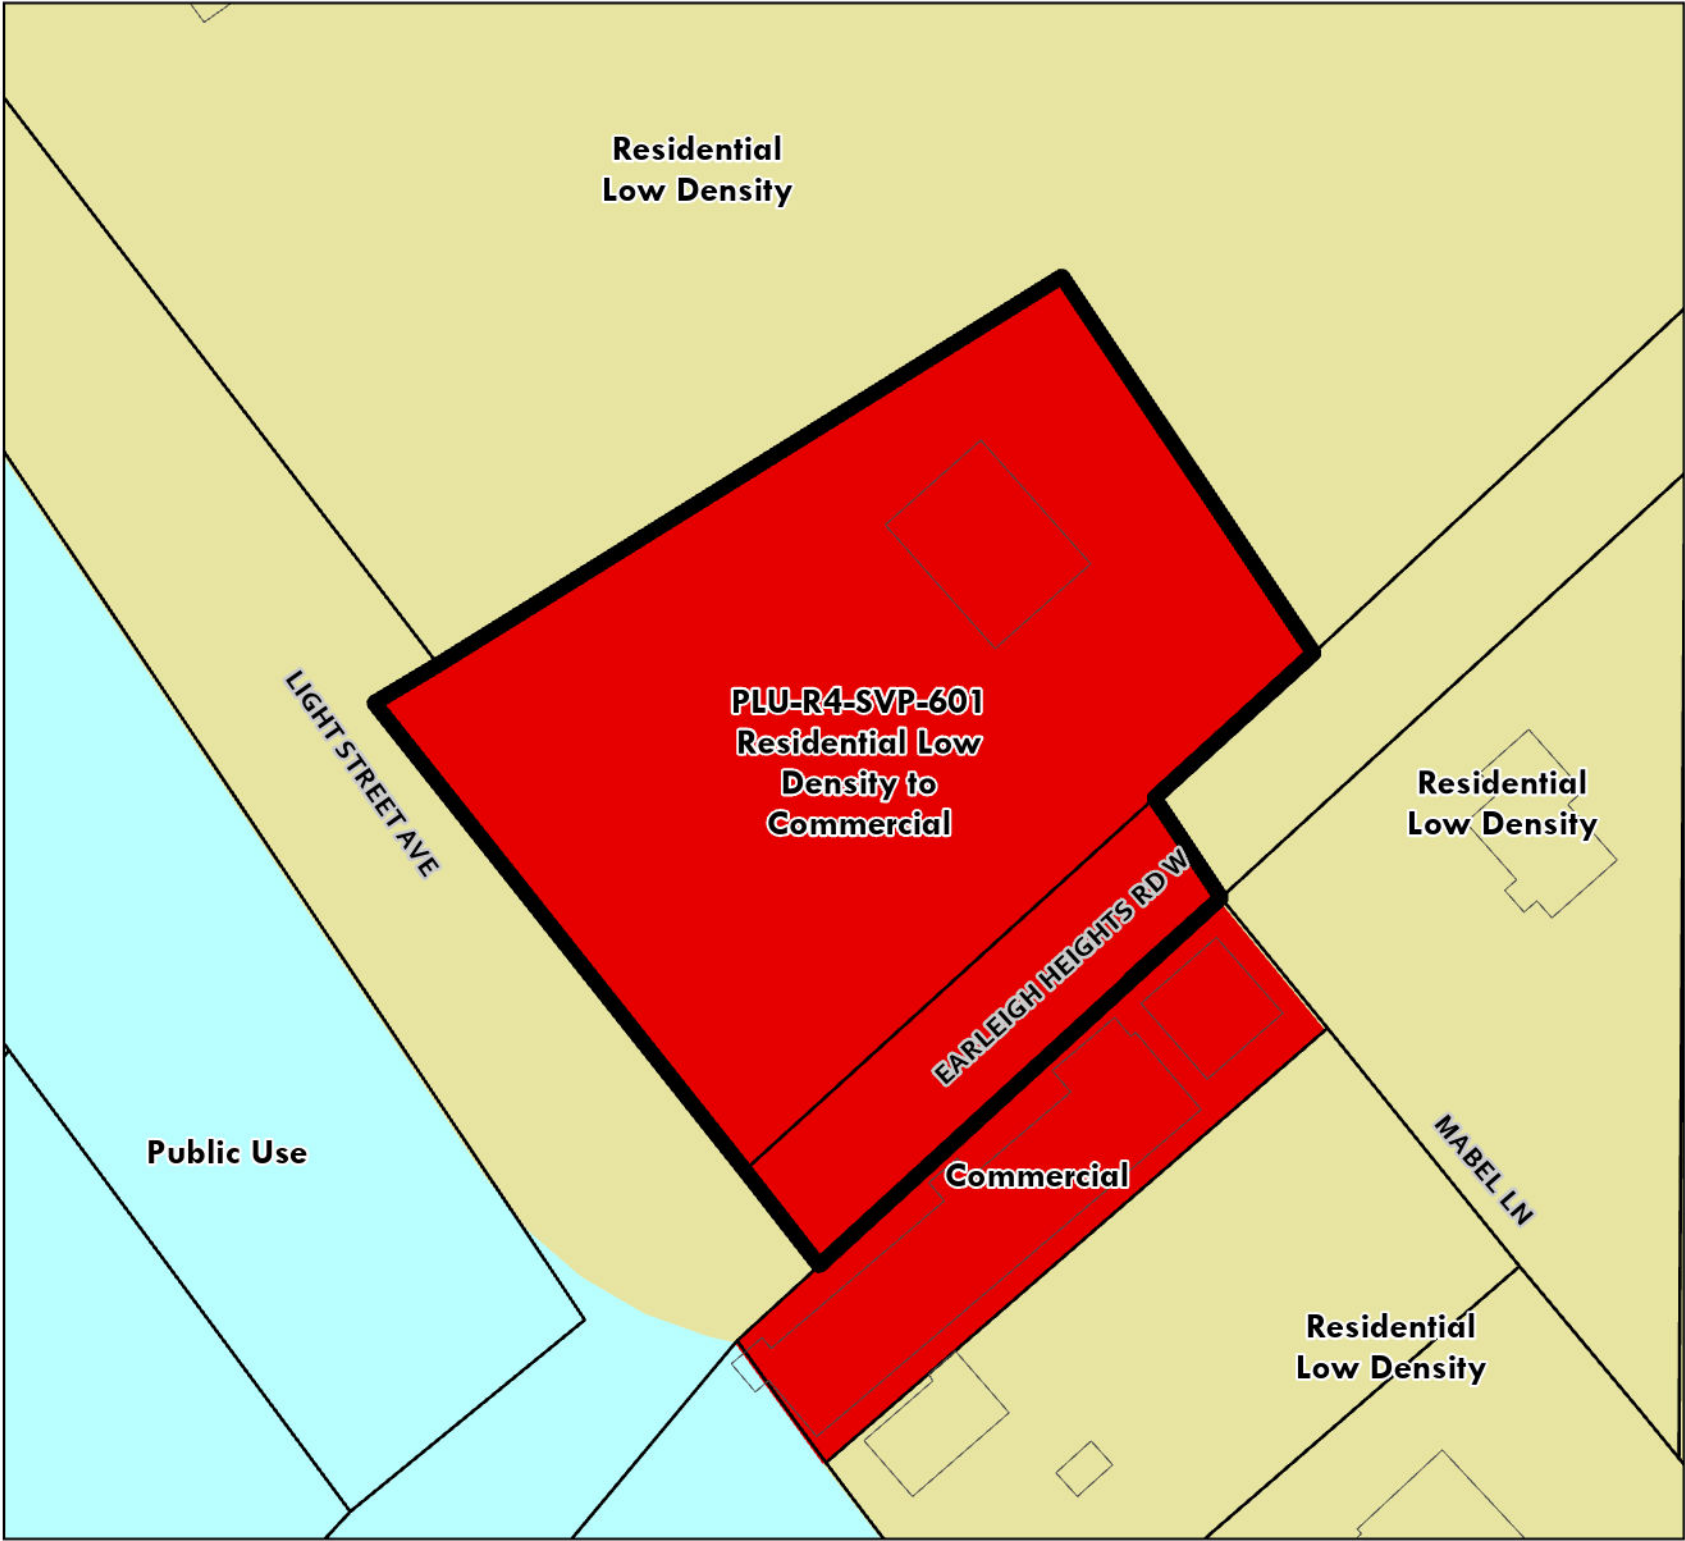 Residential
Low Density
LIGHT STREET AVE
PLU-R4-SVP-601
Residential Low
Density to
Commercial
Residential
Low Density
EARLEIGH HEIGHTS RD W
Public Use
Commercial
MABEL LN
Residential
Low Density